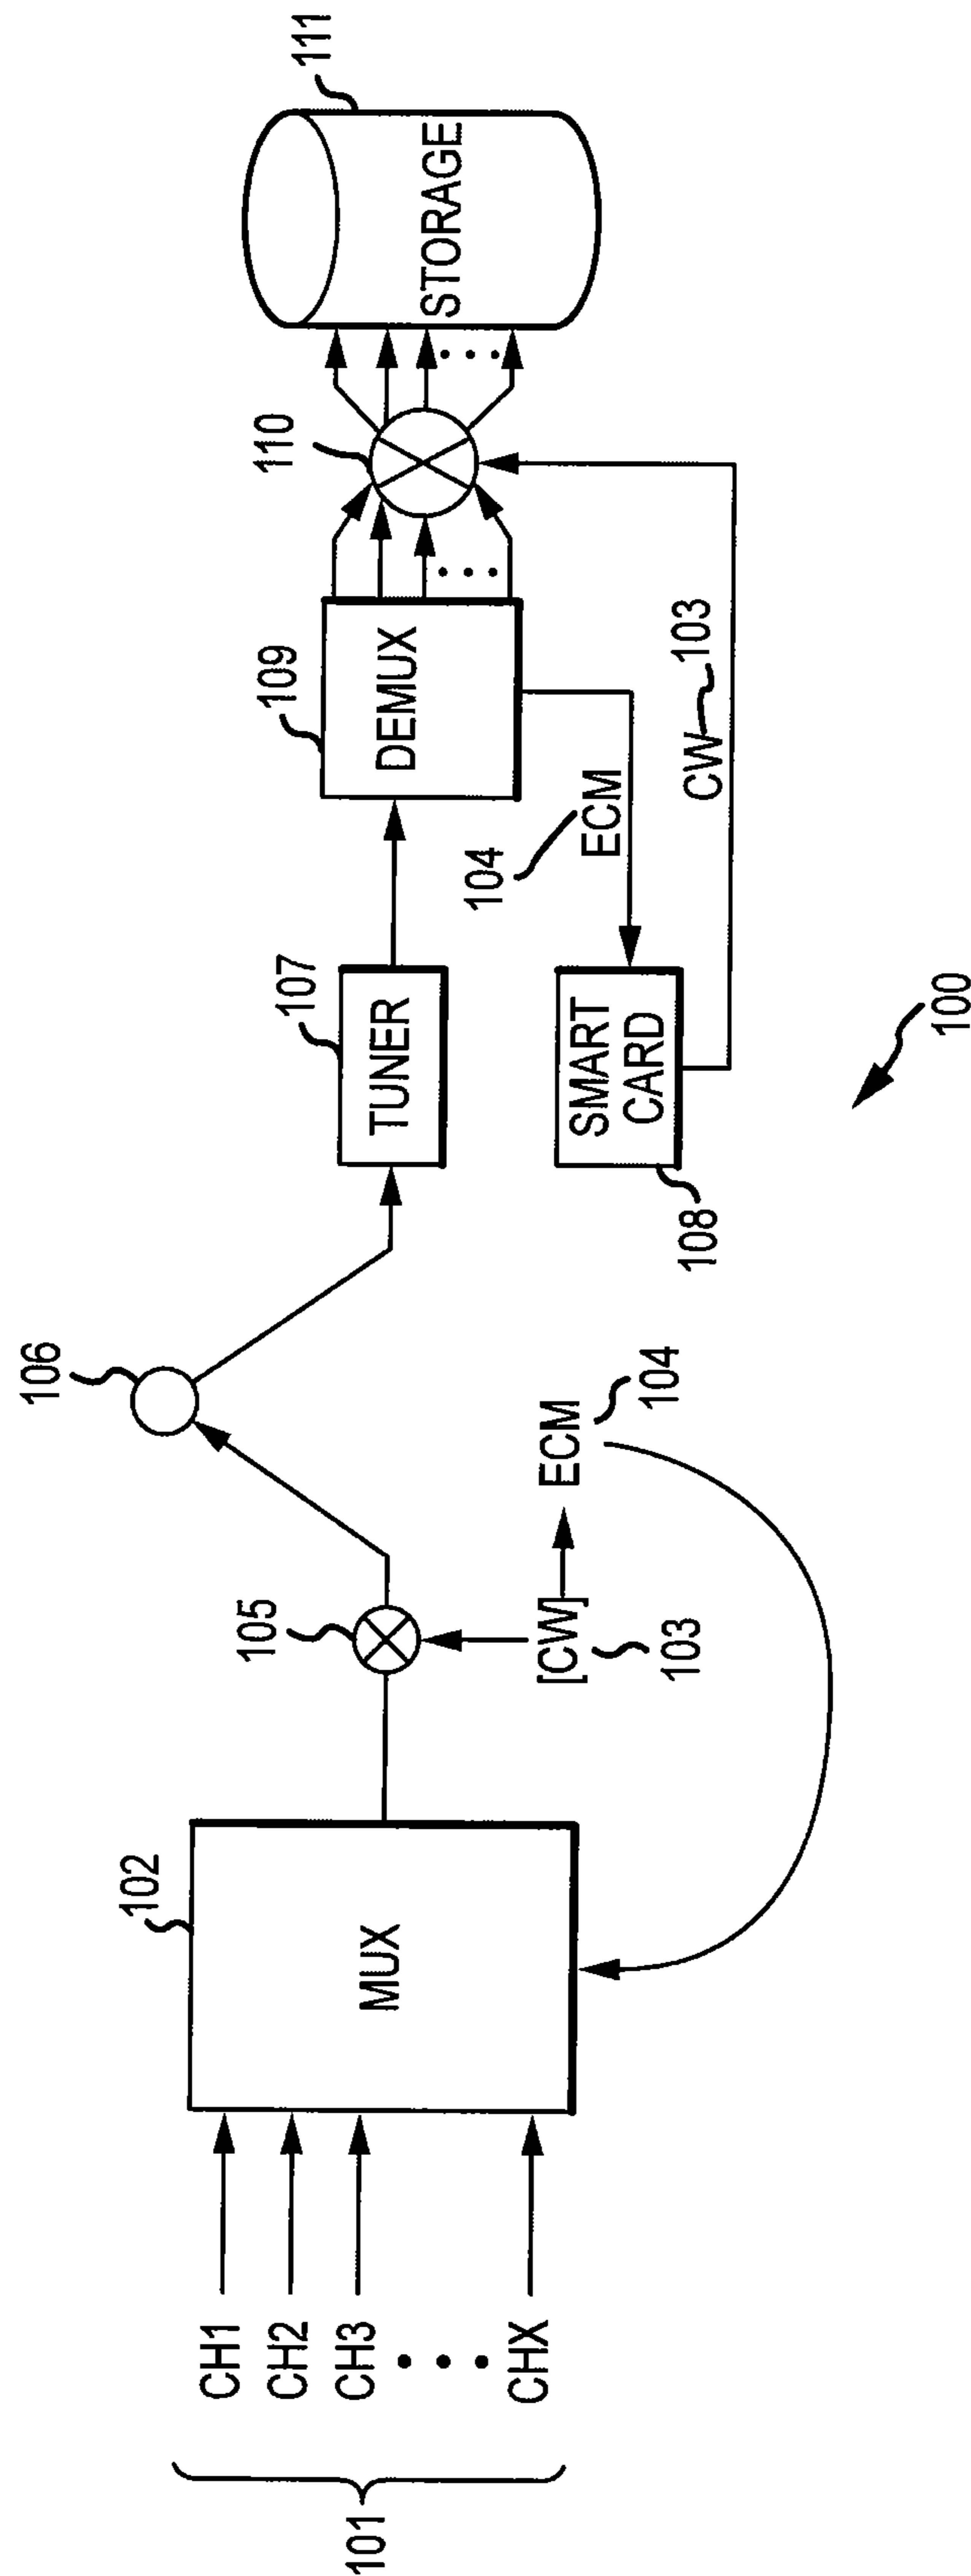 101
CH1
CH2
CH3
CHX
102
MUX
105
[CW]
103
ECM
104
106
107
TUNER
108
SMART
CARD
109
DEMUX
104
ECM
CW
103
110
111
STORAGE
100